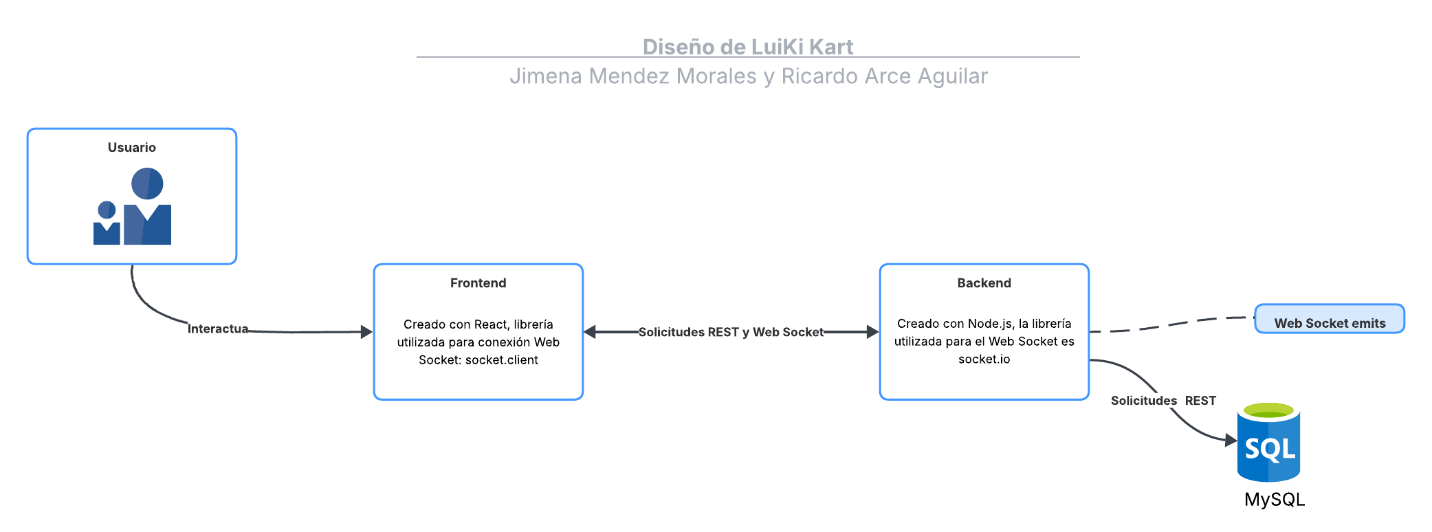 Diseño de LuiKi Kart
Jimena Mendez Morales y Ricardo Arce Aguilar
Usuario
Interactua
Frontend
Creado con React, librería
utilizada para conexión Web
Socket: socket.client
Solicitudes REST y Web Socket
Backend
Creado con Node.js, la librería
utilizada para el Web Socket es
socket.io
Web Socket emits
Solicitudes REST
SQL
MySQL